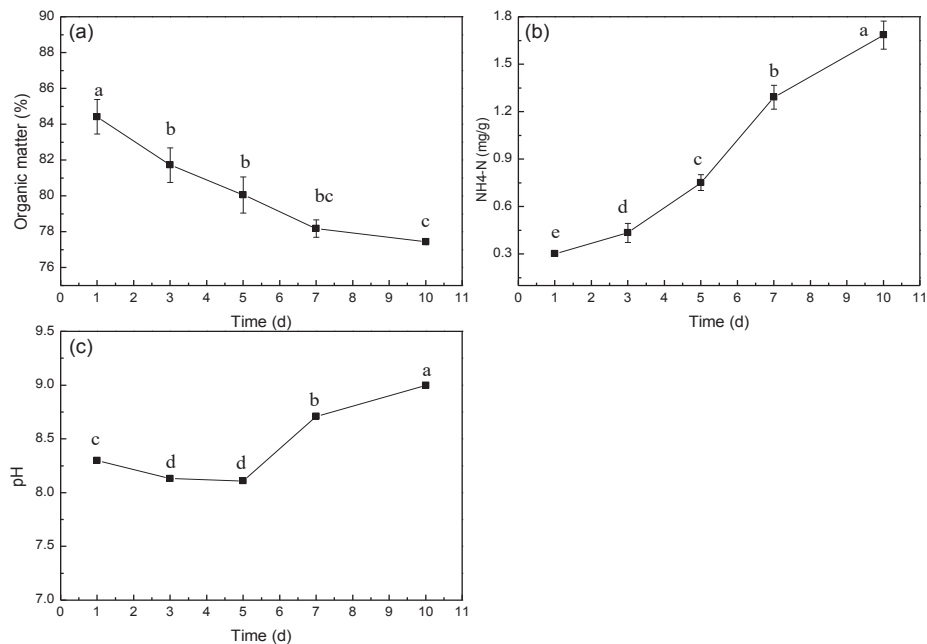 (a)
Organic matter (%)
90
88
86
84
82
80
78
76
a
b
b
bc
c
0 1 2 3 4 5 6 7 8 9 10 11
Time (d)
(b)
NH4-N (mg/g)
1.8
1.5
1.2
0.9
0.6
0.3
e
d
c
b
a
0 1 2 3 4 5 6 7 8 9 10 11
Time (d)
(c)
pH
9.5
9.0
8.5
8.0
7.5
7.0
c
d
d
b
a
0 1 2 3 4 5 6 7 8 9 10 11
Time (d)